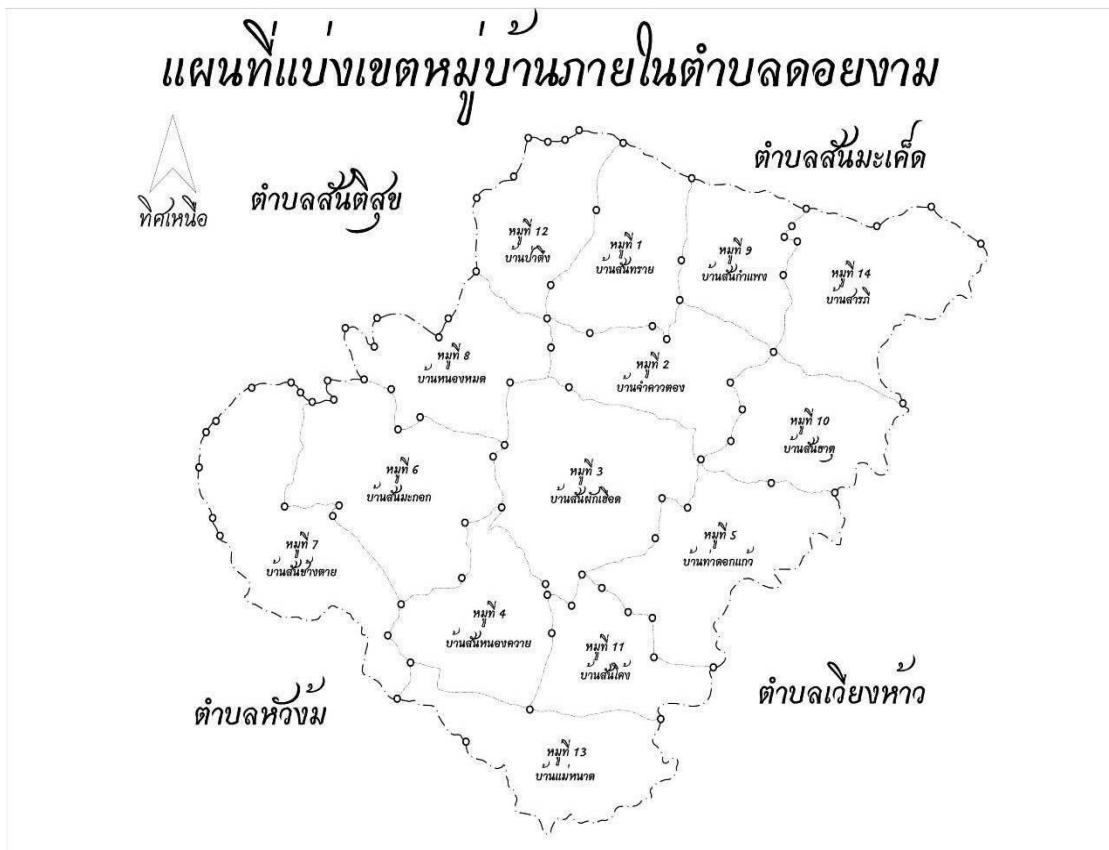 แผนที่แบ่งเขตหมู่บ้านภายในตำบลดอยงาม
ทิศเหนือ
ตำบลสันติสุข
ตำบลสันมะเค็ด
หมู่ที่ 12
บ้านป่าตึง
หมู่ที่ 1
บ้านสันทราย
หมู่ที่ 9
บ้านสันกำแพง
หมู่ที่ 14
บ้านสารภี
หมู่ที่ 8
บ้านหนองหมด
หมู่ที่ 2
บ้านจำคาวตอง
หมู่ที่ 10
บ้านสันธาตุ
หมู่ที่ 6
บ้านสันมะกอก
หมู่ที่ 3
บ้านสันผักเฮือด
หมู่ที่ 7
บ้านสันช้างตาย
หมู่ที่ 5
บ้านท่าดอกแก้ว
หมู่ที่ 4
บ้านสันหนองควาย
หมู่ที่ 11
บ้านสันโค้ง
ตำบลหัวง้ม
ตำบลเวียงห้าว
หมู่ที่ 13
บ้านแม่หนาด